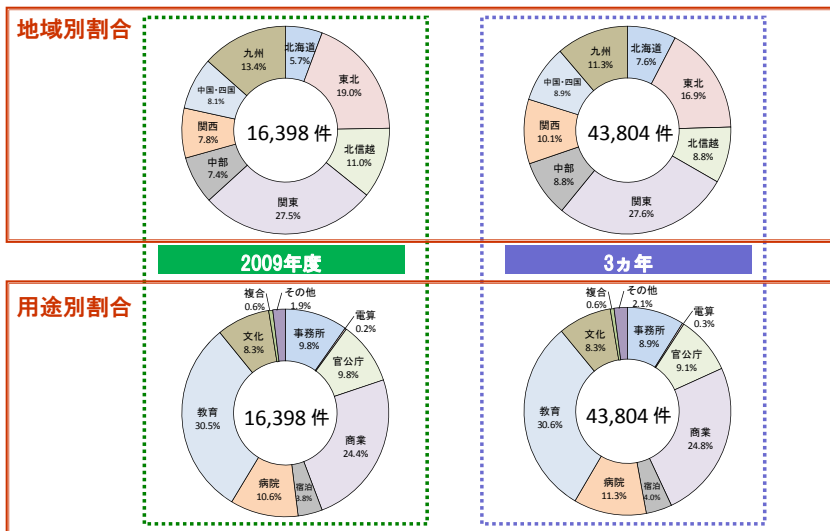 地域別割合
九州
13.4%
北海道
5.7%
東北
19.0%
中国・四国
8.1%
関西
7.8%
16,398 件
北信越
11.0%
中部
7.4%
関東
27.5%
九州
11.3%
北海道
7.6%
東北
16.9%
中国・四国
8.9%
関西
10.1%
43,804 件
北信越
8.8%
中部
8.8%
関東
27.6%
2009年度
3ヵ年
用途別割合
複合
0.6%
その他
1.9%
電算
0.2%
文化
8.3%
事務所
9.8%
官公庁
9.8%
教育
30.5%
16,398 件
商業
24.4%
病院
10.6%
宿泊
3.8%
複合
0.6%
その他
2.1%
電算
0.3%
文化
8.3%
事務所
8.9%
官公庁
9.1%
教育
30.6%
43,804 件
商業
24.8%
病院
11.3%
宿泊
4.0%